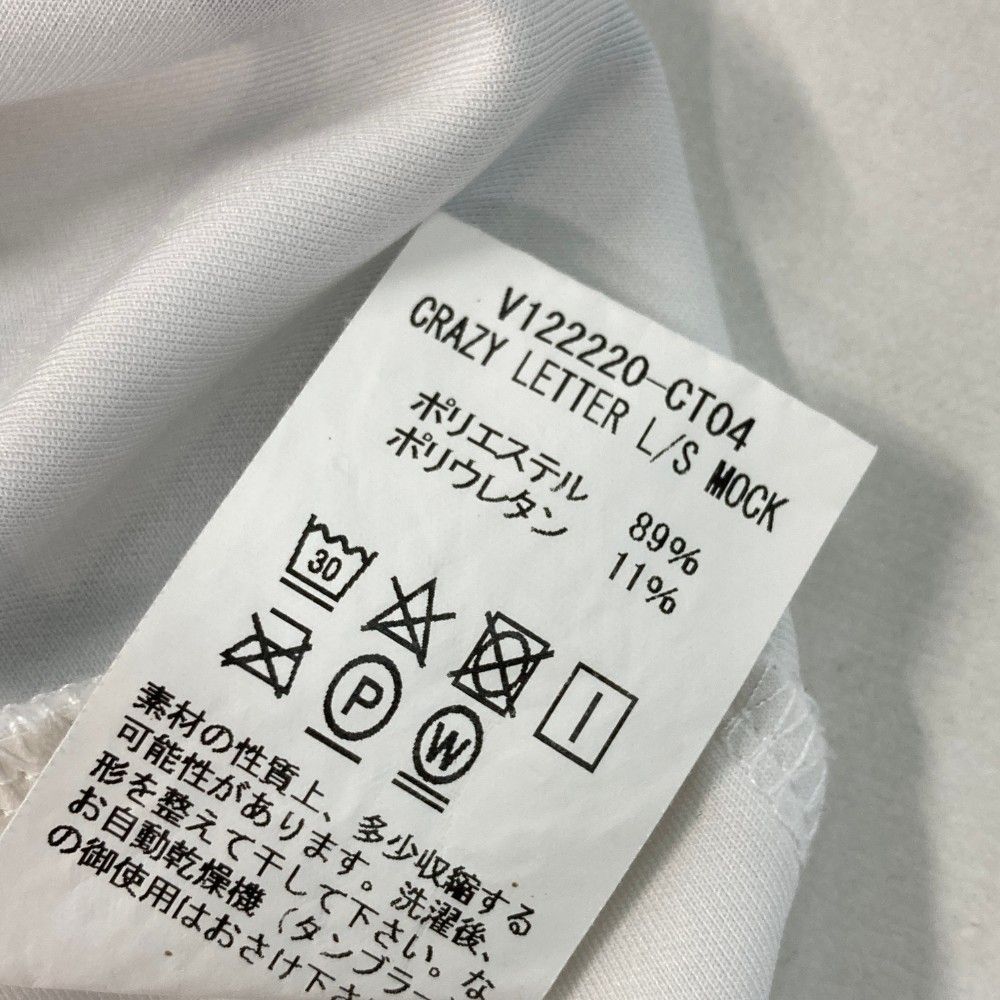 V122220-CT04
CRAZY LETTER L/S MOCK
ポリエステル 89%
ポリウレタン 11%
30
P
W
素材の性質上、多少収縮する
可能性があります。洗濯後、
形を整えて干して下さい。な
お自動乾燥機（タンブラー
の御使用はおさけ下さ